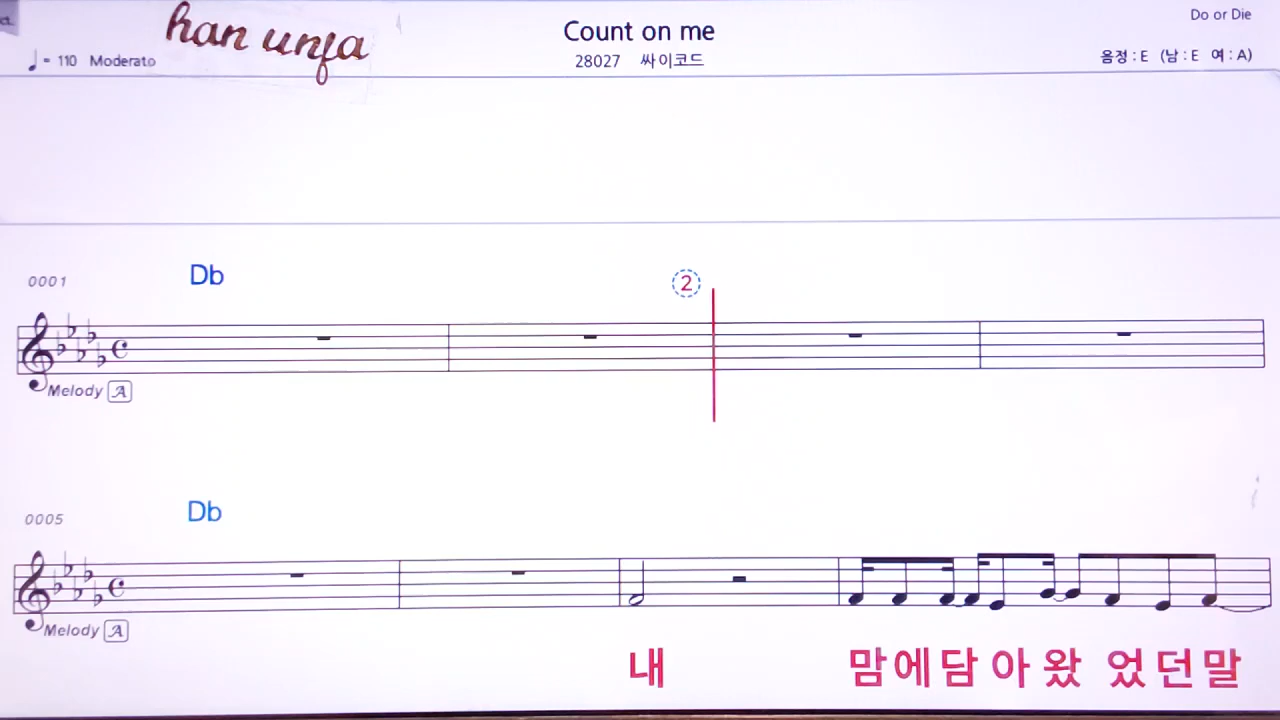 han unfa
Count on me
Do or Die
= 110 Moderato
28027 싸이코드
음정 : E (남 : E 여 : A)
0001
Db
2
Melody A
0005
Db
Melody A
내 맘에담 아 왔 었던말